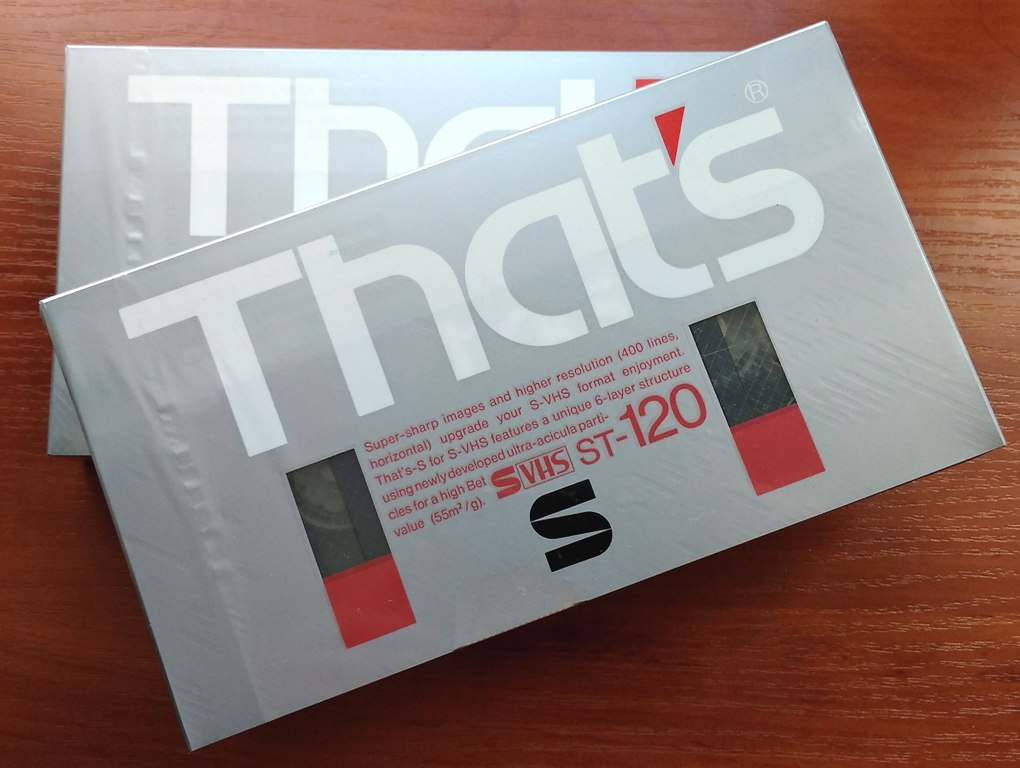 That's
That's ®
Super-sharp images and higher resolution (400 lines,
horizontal) upgrade your S-VHS format enjoyment.
That's-S for S-VHS features a unique 6-layer structure
using newly developed ultra-acicula parti-
cles for a high Bet
value (55m²/g).
S VHS ST-120
S